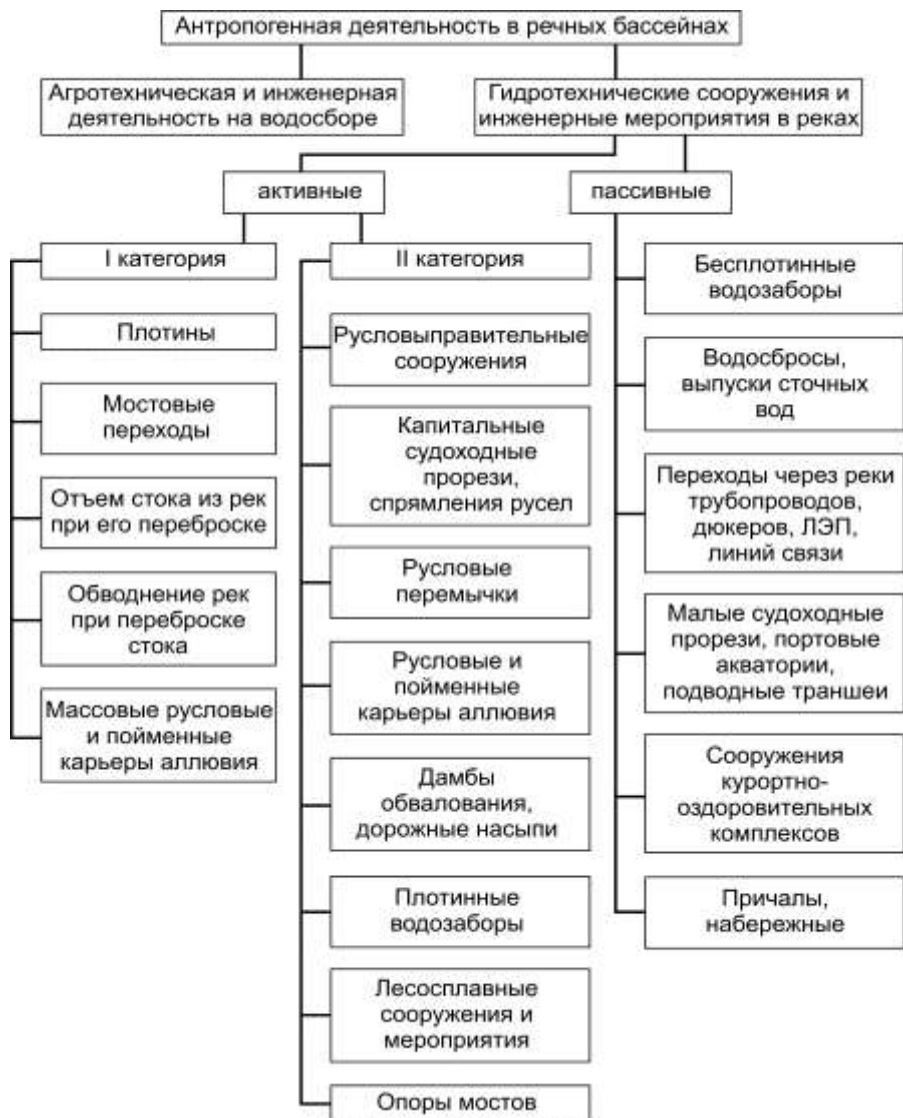 Антропогенная деятельность в речных бассейнах
Агротехническая и инженерная
деятельность на водосборе
Гидротехнические сооружения и
инженерные мероприятия в реках
активные
пассивные
I категория
Плотины
Мостовые
переходы
Отъем стока из рек
при его переброске
Обводнение рек
при переброске
стока
Массовые русловые
и пойменные
карьеры аллювия
II категория
Русловыправительные
сооружения
Капитальные
судоходные
прорези,
спрямления русел
Русловые
перемычки
Русловые и
пойменные
карьеры аллювия
Дамбы
обвалования,
дорожные насыпи
Плотинные
водозаборы
Лесосплавные
сооружения и
мероприятия
Опоры мостов
Бесплотинные
водозаборы
Водосбросы,
выпуски сточных
вод
Переходы через реки
трубопроводов,
дюкеров, ЛЭП,
линий связи
Малые судоходные
прорези, портовые
акватории,
подводные траншеи
Сооружения
курортно-
оздоровительных
комплексов
Причалы,
набережные